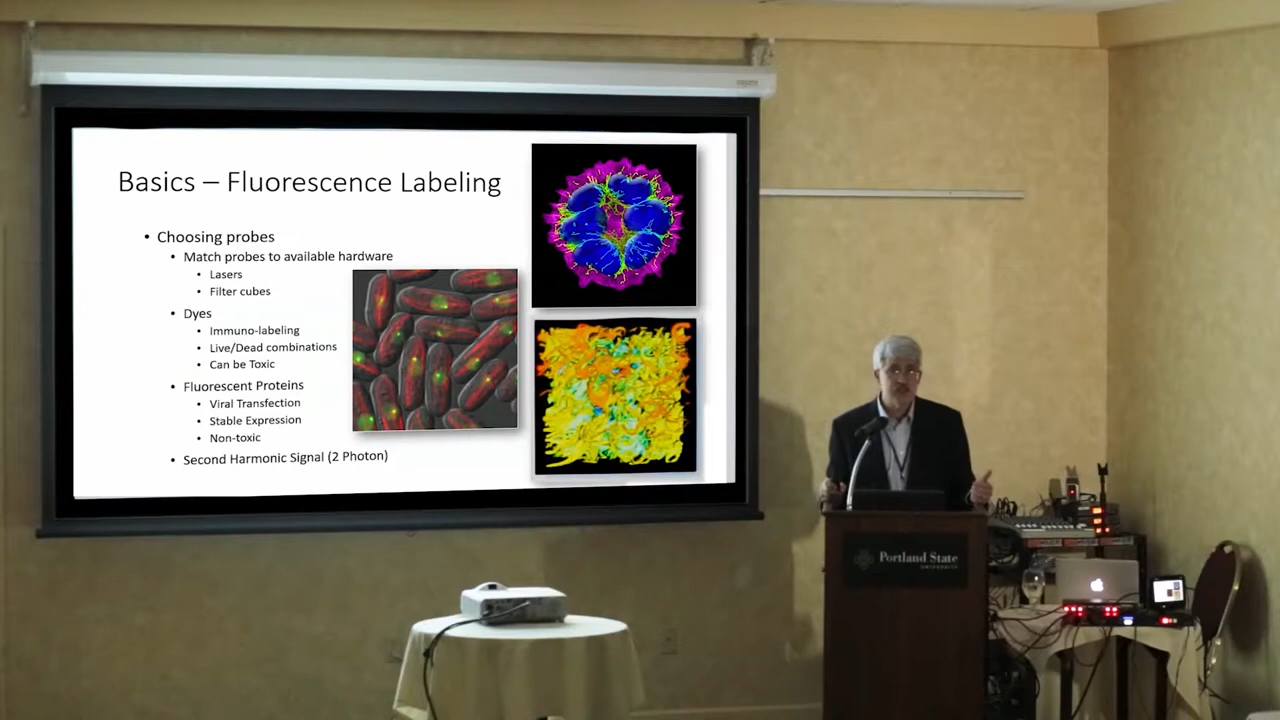 Basics – Fluorescence Labeling
• Choosing probes
• Match probes to available hardware
• Lasers
• Filter cubes
• Dyes
• Immuno-labeling
• Live/Dead combinations
• Can be Toxic
• Fluorescent Proteins
• Viral Transfection
• Stable Expression
• Non-toxic
• Second Harmonic Signal (2 Photon)
Portland State
UNIVERSITY